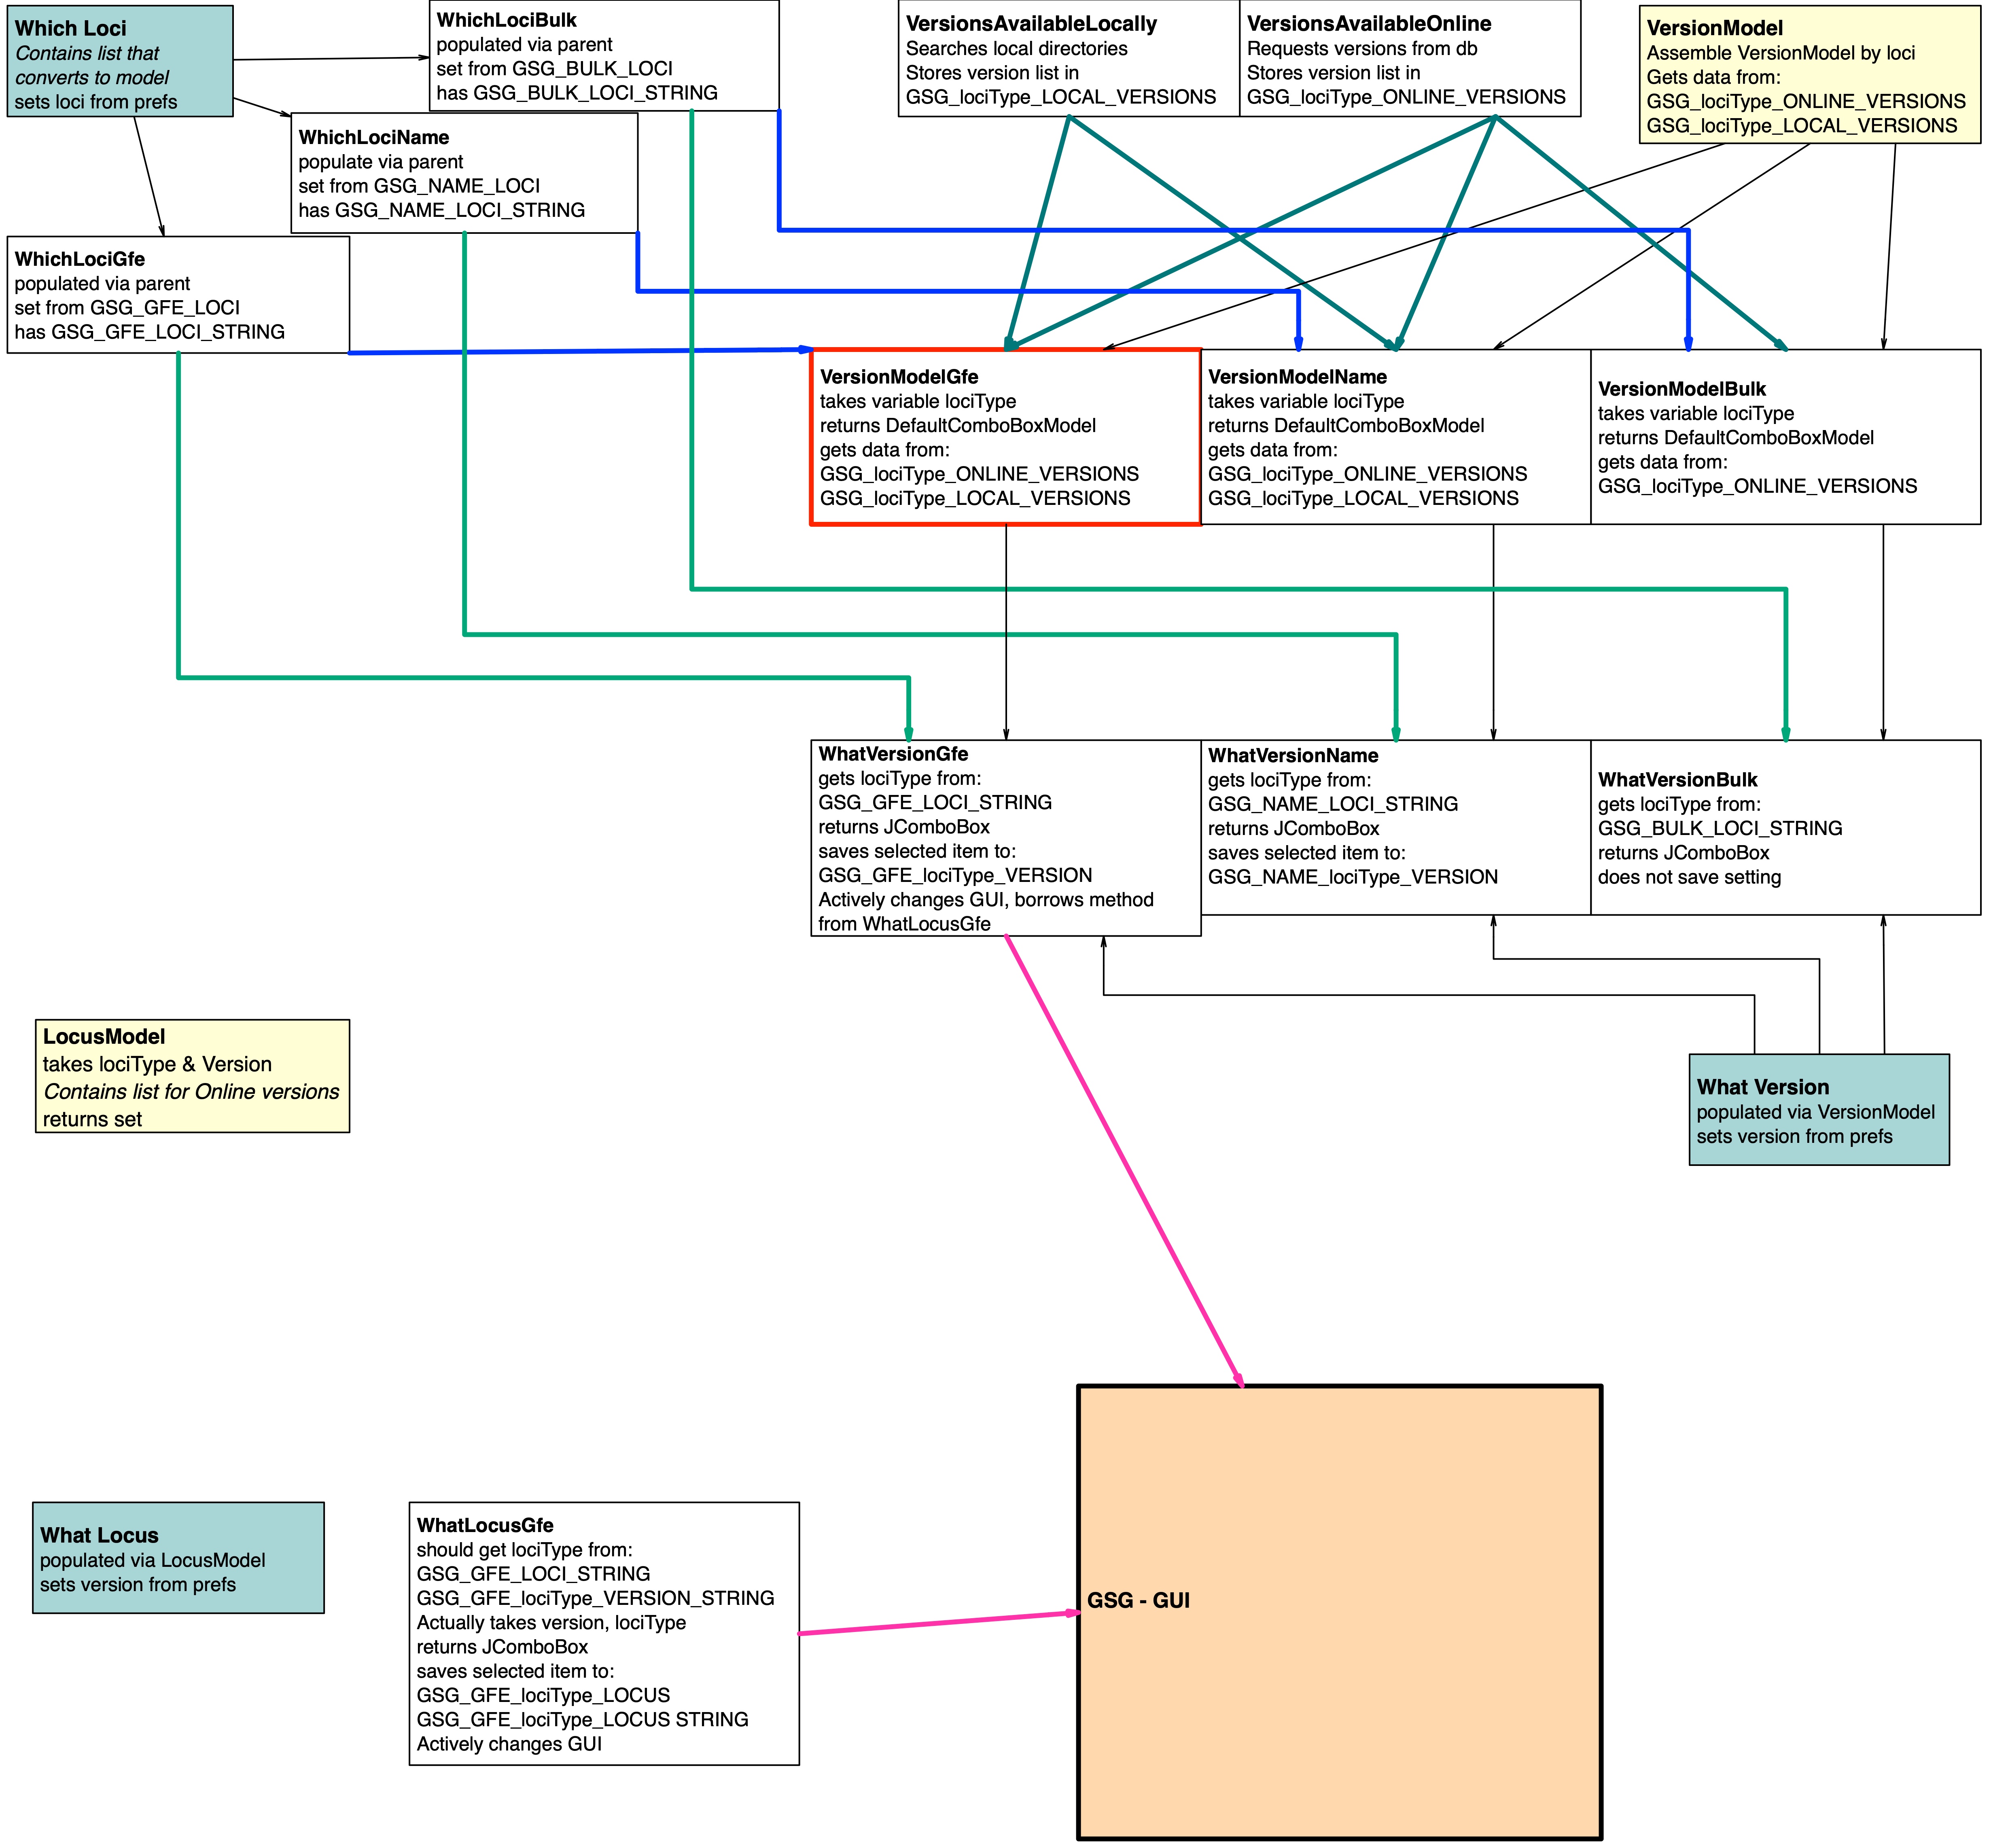 Which Loci
Contains list that
converts to model
sets loci from prefs
WhichLociBulk
populated via parent
set from GSG_BULK_LOCI
has GSG_BULK_LOCI_STRING
VersionsAvailableLocally
Searches local directories
Stores version list in
GSG_lociType_LOCAL_VERSIONS
VersionsAvailableOnline
Requests versions from db
Stores version list in
GSG_lociType_ONLINE_VERSIONS
VersionModel
Assemble VersionModel by loci
Gets data from:
GSG_lociType_ONLINE_VERSIONS
GSG_lociType_LOCAL_VERSIONS
WhichLociName
populate via parent
set from GSG_NAME_LOCI
has GSG_NAME_LOCI_STRING
WhichLociGfe
populated via parent
set from GSG_GFE_LOCI
has GSG_GFE_LOCI_STRING
VersionModelGfe
takes variable lociType
returns DefaultComboBoxModel
gets data from:
GSG_lociType_ONLINE_VERSIONS
GSG_lociType_LOCAL_VERSIONS
VersionModelName
takes variable lociType
returns DefaultComboBoxModel
gets data from:
GSG_lociType_ONLINE_VERSIONS
GSG_lociType_LOCAL_VERSIONS
VersionModelBulk
takes variable lociType
returns DefaultComboBoxModel
gets data from:
GSG_lociType_ONLINE_VERSIONS
WhatVersionGfe
gets lociType from:
GSG_GFE_LOCI_STRING
returns JComboBox
saves selected item to:
GSG_GFE_lociType_VERSION
Actively changes GUI, borrows method
from WhatLocusGfe
WhatVersionName
gets lociType from:
GSG_NAME_LOCI_STRING
returns JComboBox
saves selected item to:
GSG_NAME_lociType_VERSION
WhatVersionBulk
gets lociType from:
GSG_BULK_LOCI_STRING
returns JComboBox
does not save setting
LocusModel
takes lociType & Version
Contains list for Online versions
returns set
What Version
populated via VersionModel
sets version from prefs
What Locus
populated via LocusModel
sets version from prefs
WhatLocusGfe
should get lociType from:
GSG_GFE_LOCI_STRING
GSG_GFE_lociType_VERSION_STRING
Actually takes version, lociType
returns JComboBox
saves selected item to:
GSG_GFE_lociType_LOCUS
GSG_GFE_lociType_LOCUS STRING
Actively changes GUI
GSG - GUI